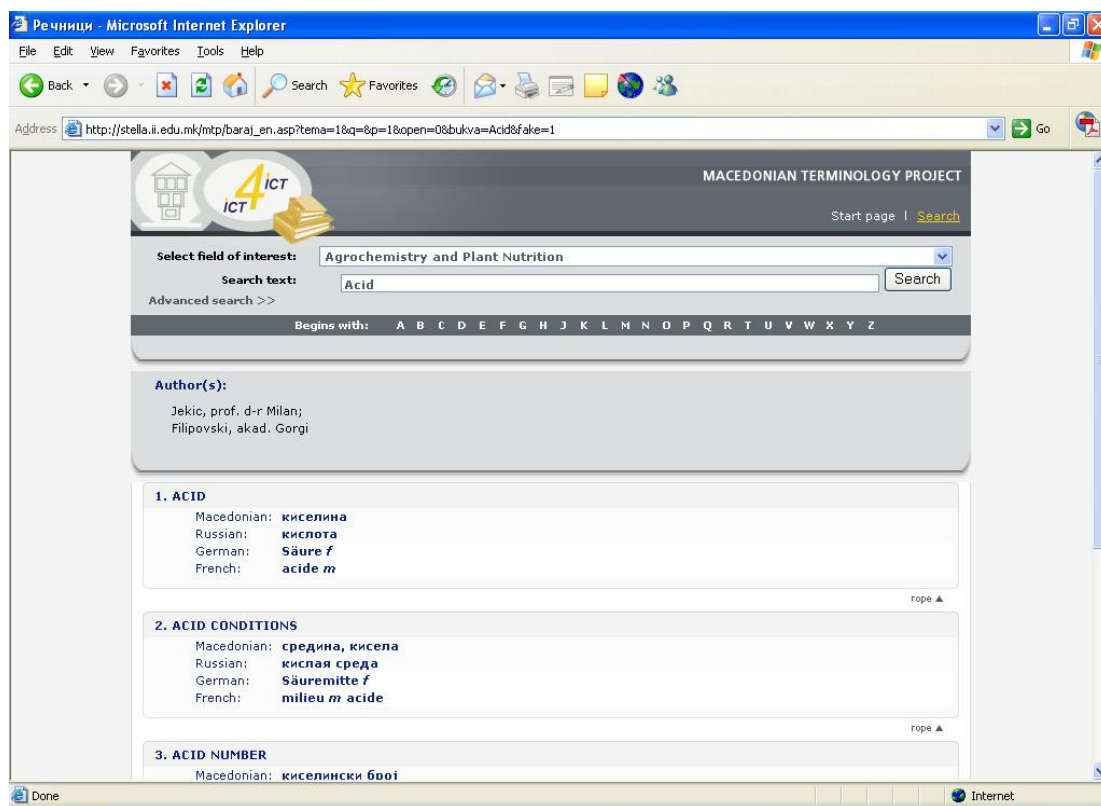 Речници - Microsoft Internet Explorer
File Edit View Favorites Tools Help
Back Search Favorites
Address http://stella.ii.edu.mk/mtp/baraj_en.asp?tema=1&q=&p=1&open=0&bukva=Acid&fake=1 Go
4 ICT
ICT
MACEDONIAN TERMINOLOGY PROJECT
Start page | Search
Select field of interest: Agrochemistry and Plant Nutrition
Search text: Acid Search
Advanced search >>
Begins with: A B C D E F G H J K L M N O P Q R T U V W X Y Z
Author(s):
Jekic, prof. d-r Milan;
Filipovski, akad. Gorgi
1. ACID
Macedonian: киселина
Russian: кислота
German: Säure f
French: acide m
горе ▲
2. ACID CONDITIONS
Macedonian: средина, кисела
Russian: кислая среда
German: Säuremitte f
French: milieu m acide
горе ▲
3. ACID NUMBER
Macedonian: киселински број
Done Internet